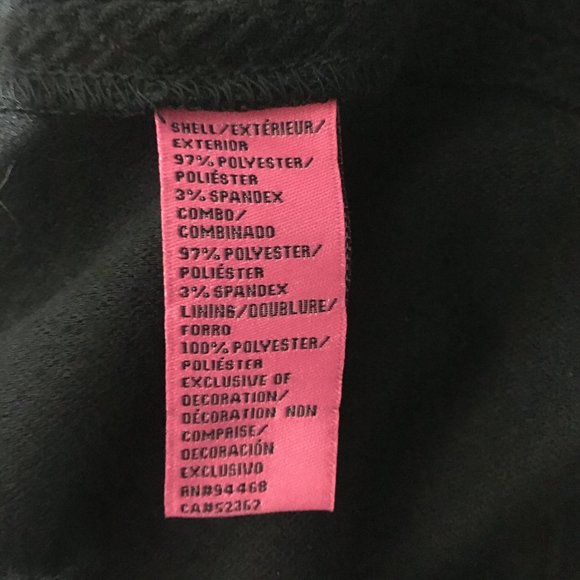 SHELL/EXTÉRIEUR/
EXTERIOR
97% POLYESTER/
POLIÉSTER
3% SPANDEX
COMBO/
COMBINADO
97% POLYESTER/
POLIÉSTER
3% SPANDEX
LINING/DOUBLURE/
FORRO
100% POLYESTER/
POLIÉSTER
EXCLUSIVE OF
DECORATION/
DÉCORATION NON
COMPRISE/
DECORACIÓN
EXCLUSIVO
RN#94468
CA#52367